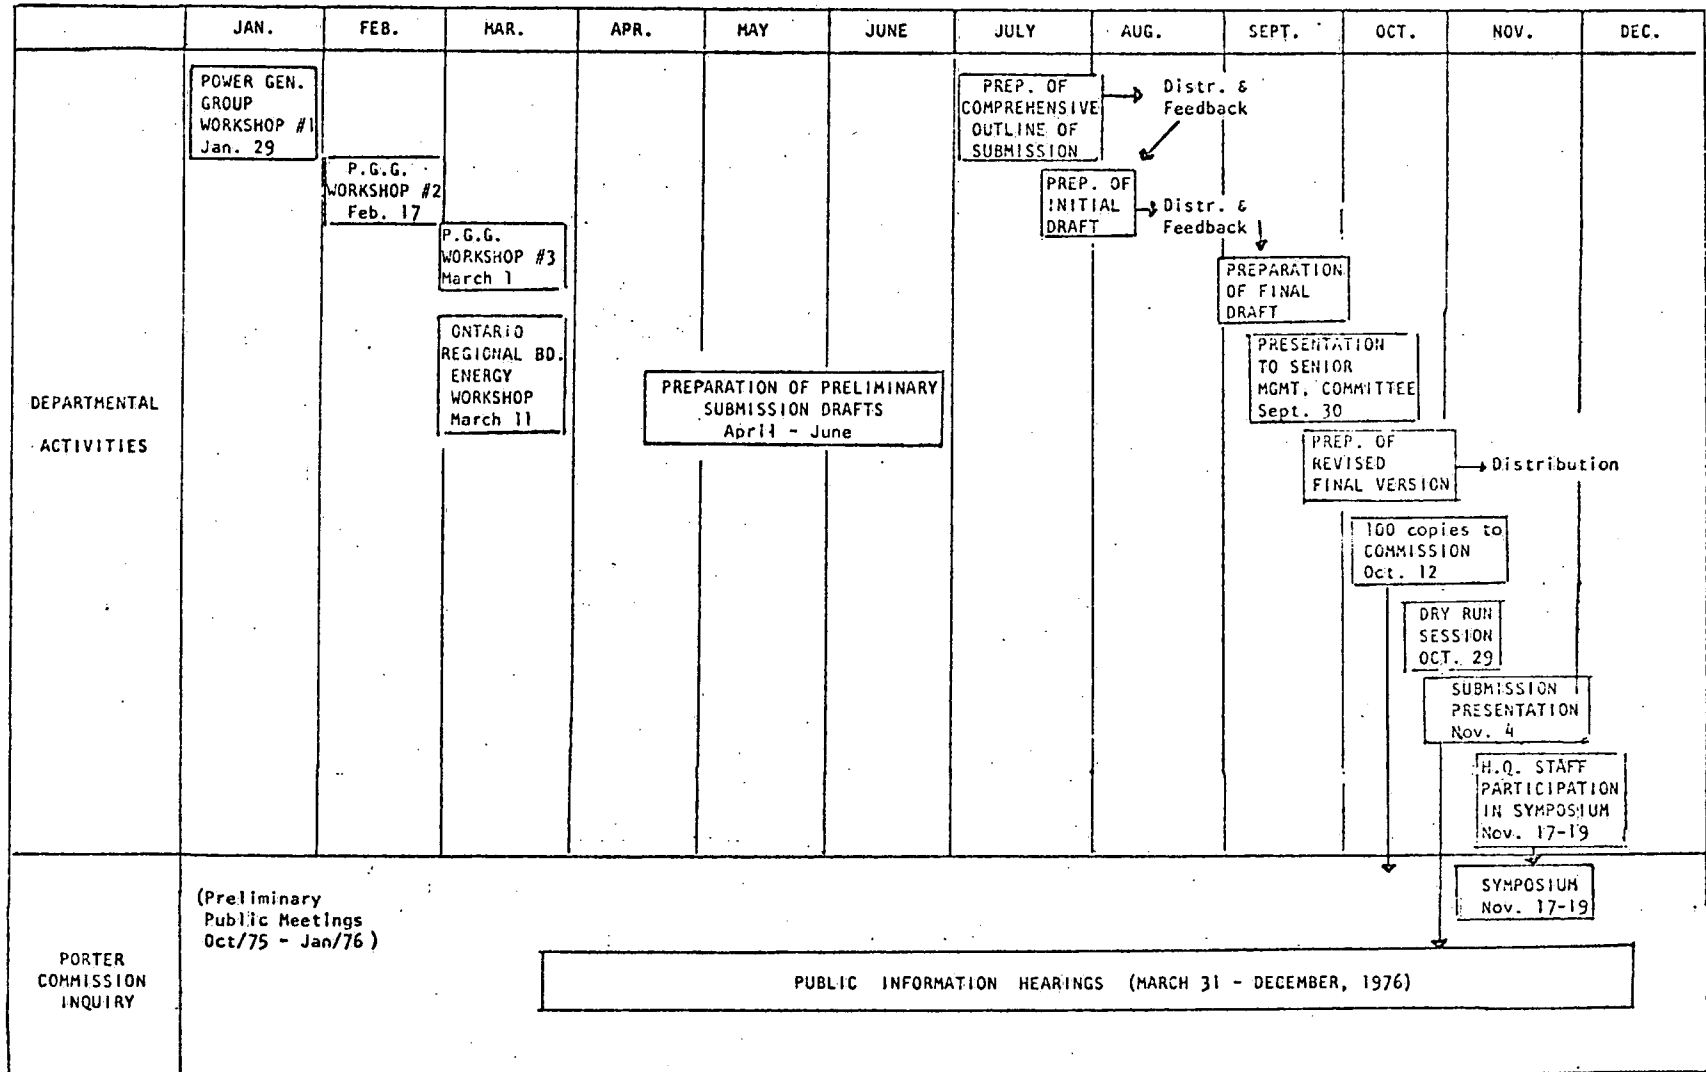 JAN. FEB. MAR. APR. MAY JUNE JULY AUG. SEPT. OCT. NOV. DEC.
DEPARTMENTAL
ACTIVITIES
POWER GEN.
GROUP
WORKSHOP #1
Jan. 29
P.G.G.
WORKSHOP #2
Feb. 17
P.G.G.
WORKSHOP #3
March 1
ONTARIO
REGIONAL BD.
ENERGY
WORKSHOP
March 11
PREPARATION OF PRELIMINARY
SUBMISSION DRAFTS
April - June
PREP. OF
COMPREHENSIVE
OUTLINE OF
SUBMISSION
Distr. &
Feedback
PREP. OF
INITIAL
DRAFT
Distr. &
Feedback
PREPARATION
OF FINAL
DRAFT
PRESENTATION
TO SENIOR
MGMT. COMMITTEE
Sept. 30
PREP. OF
REVISED
FINAL VERSION
Distribution
100 copies to
COMMISSION
Oct. 12
DRY RUN
SESSION
OCT. 29
SUBMISSION
PRESENTATION
Nov. 4
H.Q. STAFF
PARTICIPATION
IN SYMPOSIUM
Nov. 17-19
PORTER
COMMISSION
INQUIRY
(Preliminary
Public Meetings
Oct/75 - Jan/76)
SYMPOSIUM
Nov. 17-19
PUBLIC INFORMATION HEARINGS (MARCH 31 - DECEMBER, 1976)